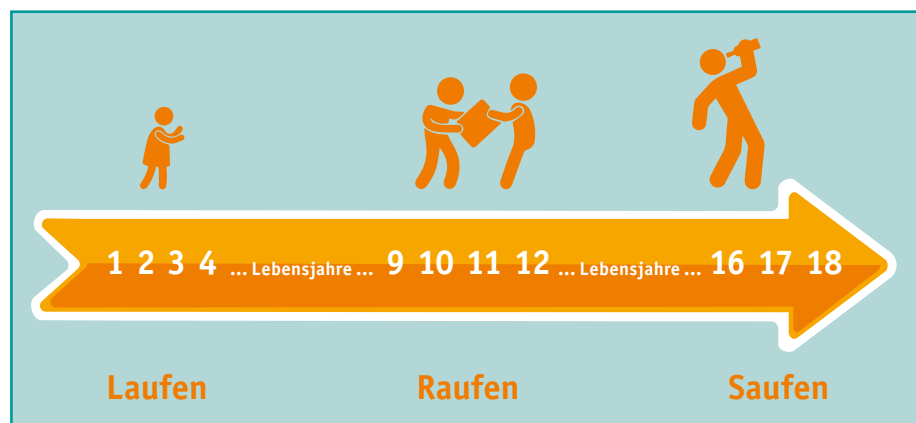 1 2 3 4 ... Lebensjahre ... 9 10 11 12 ... Lebensjahre ... 16 17 18
Laufen Raufen Saufen